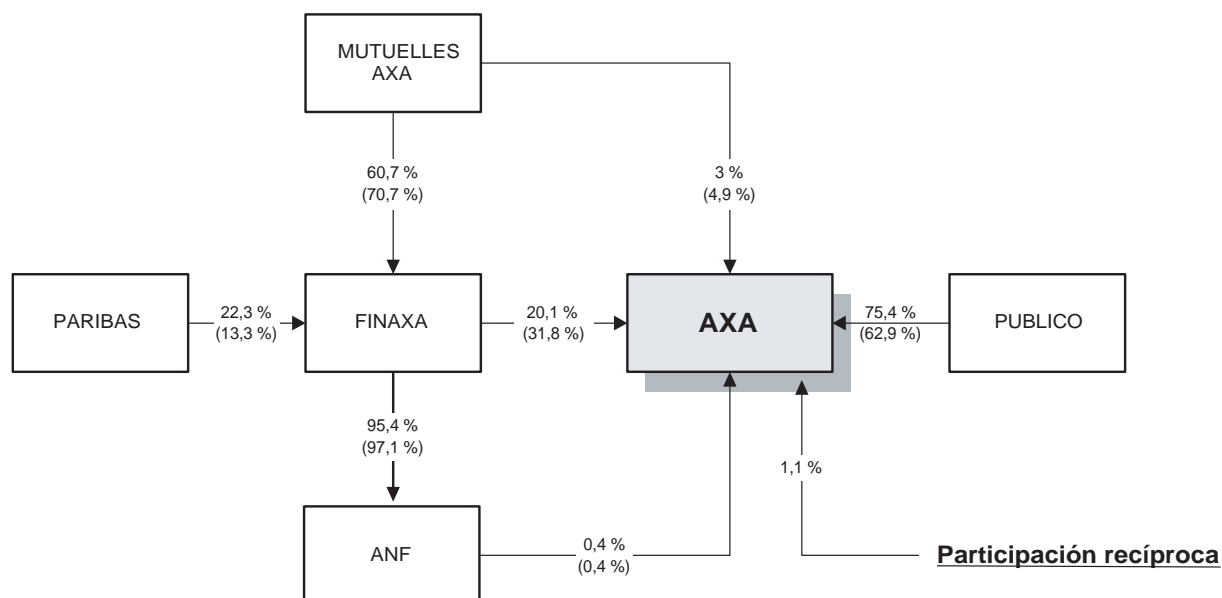 MUTUELLES
AXA
60,7 %
(70,7 %)
3 %
(4,9 %)
PARIBAS
22,3 %
(13,3 %)
FINAXA
20,1 %
(31,8 %)
AXA
75,4 %
(62,9 %)
PUBLICO
95,4 %
(97,1 %)
1,1 %
ANF
0,4 %
(0,4 %)
Participación recíproca